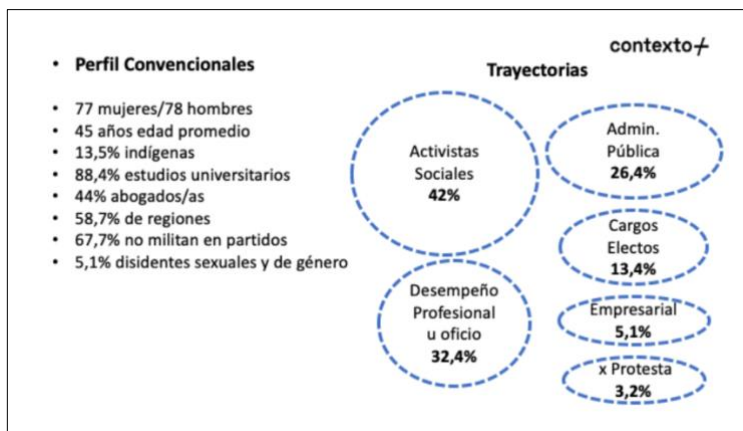 contexto+
• Perfil Convencionales
• 77 mujeres/78 hombres
• 45 años edad promedio
• 13,5% indígenas
• 88,4% estudios universitarios
• 44% abogados/as
• 58,7% de regiones
• 67,7% no militan en partidos
• 5,1% disidentes sexuales y de género
Trayectorias
Activistas
Sociales
42%
Desempeño
Profesional
u oficio
32,4%
Admin.
Pública
26,4%
Cargos
Electos
13,4%
Empresarial
5,1%
x Protesta
3,2%